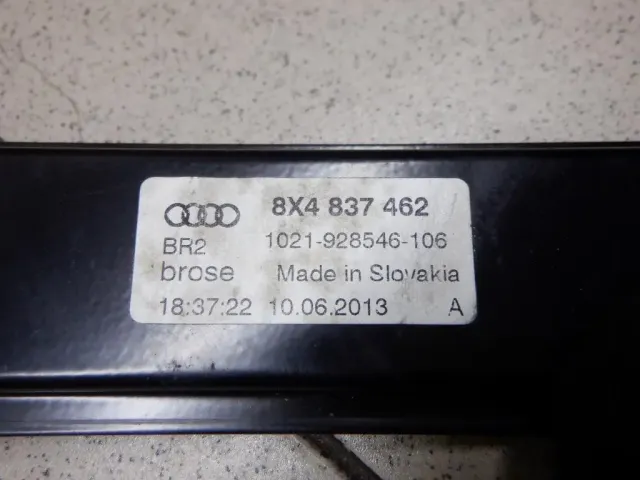 8X4 837 462
BR2 1021-928546-106
brose Made in Slovakia
18:37:22 10.06.2013 A